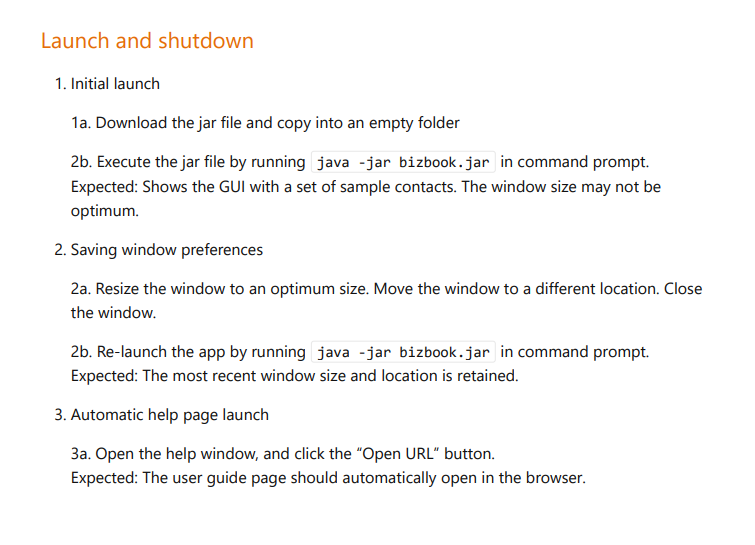 Launch and shutdown
1. Initial launch
1a. Download the jar file and copy into an empty folder
2b. Execute the jar file by running java -jar bizbook.jar in command prompt.
Expected: Shows the GUI with a set of sample contacts. The window size may not be
optimum.
2. Saving window preferences
2a. Resize the window to an optimum size. Move the window to a different location. Close
the window.
2b. Re-launch the app by running java -jar bizbook.jar in command prompt.
Expected: The most recent window size and location is retained.
3. Automatic help page launch
3a. Open the help window, and click the “Open URL” button.
Expected: The user guide page should automatically open in the browser.